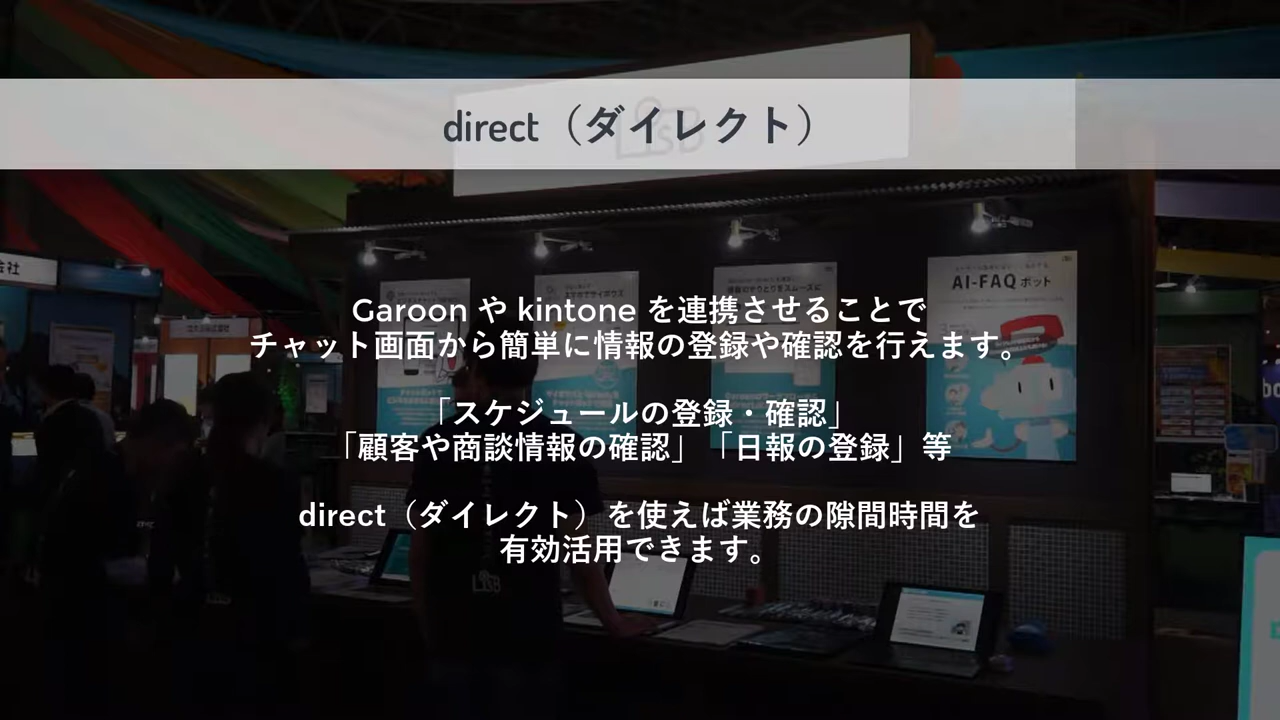 direct（ダイレクト）
会社
AI-FAQ ボット
Garoon や kintone を連携させることで
チャット画面から簡単に情報の登録や確認を行えます。
「スケジュールの登録・確認」
「顧客や商談情報の確認」「日報の登録」等
direct（ダイレクト）を使えば業務の隙間時間を
有効活用できます。
LisB